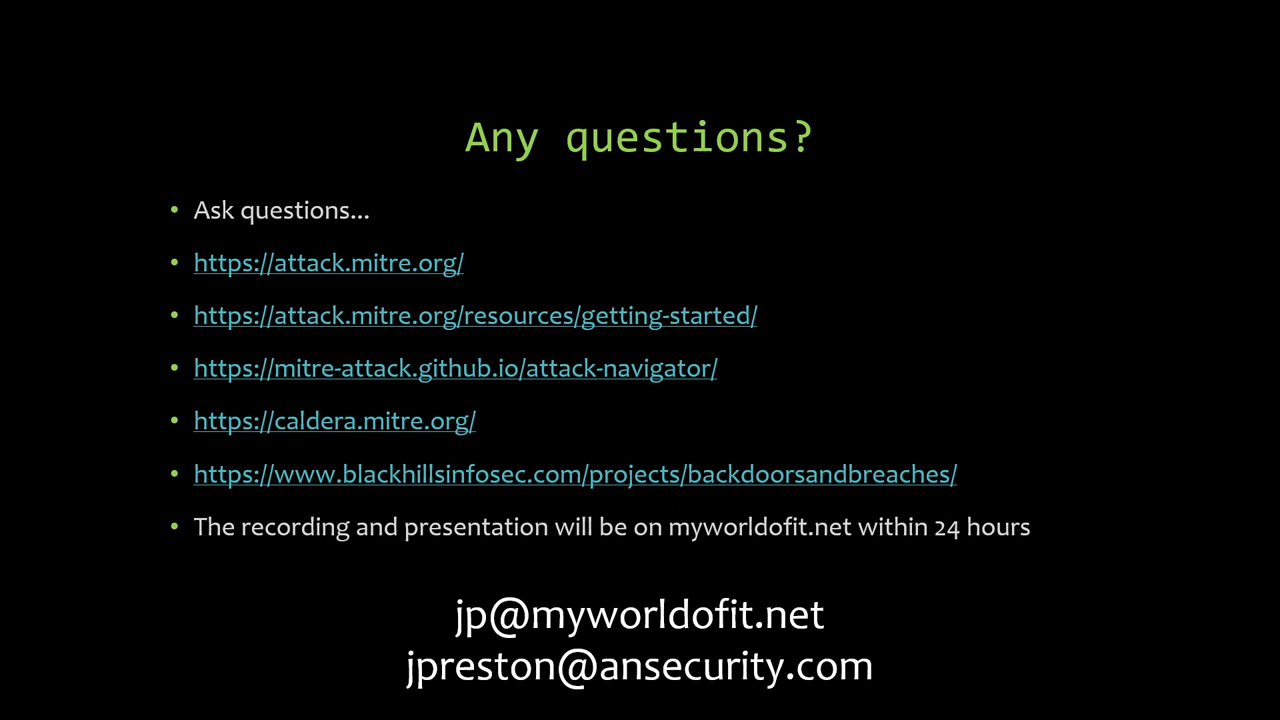 Any questions?
• Ask questions...
• https://attack.mitre.org/
• https://attack.mitre.org/resources/getting-started/
• https://mitre-attack.github.io/attack-navigator/
• https://caldera.mitre.org/
• https://www.blackhillsinfosec.com/projects/backdoorsandbreaches/
• The recording and presentation will be on myworldofit.net within 24 hours
jp@myworldofit.net
jpreston@ansecurity.com